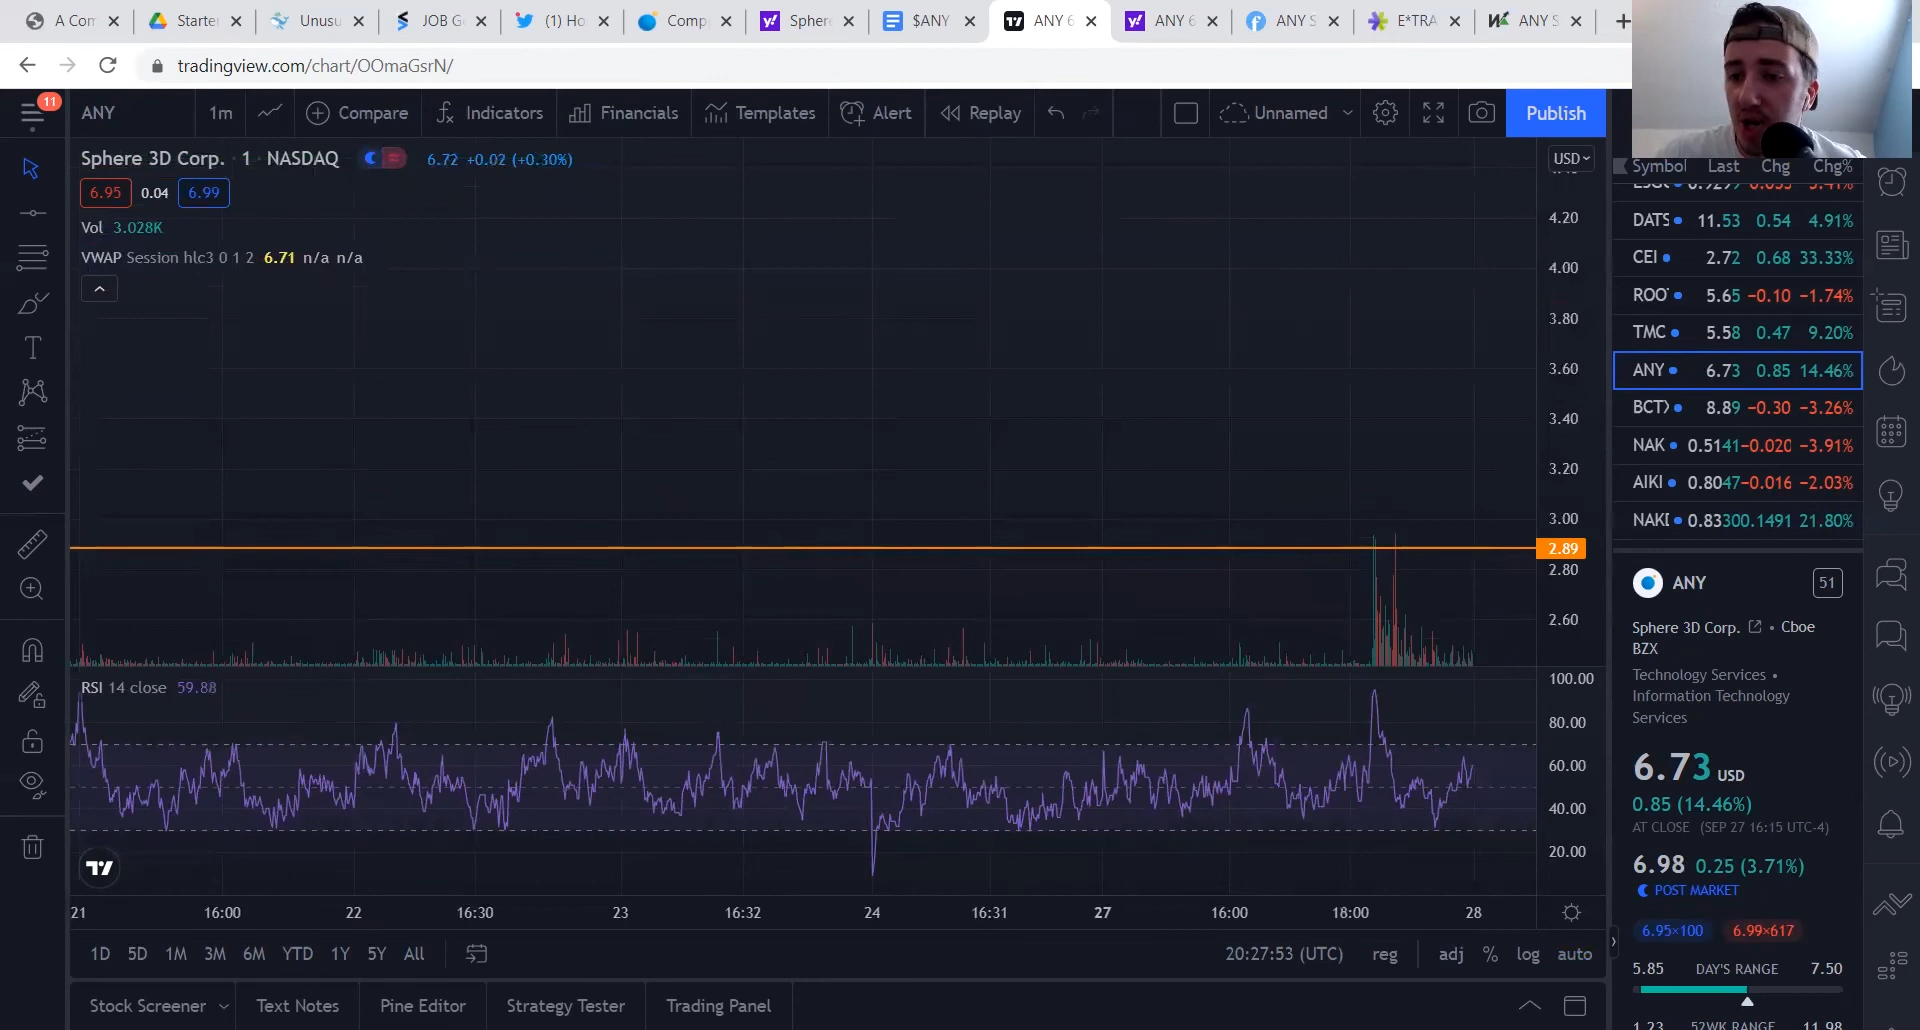 A Com
Starter
Unusu
JOB G
(1) Ho
Comp
Sphere
$ANY
ANY 6
ANY 6
ANY S
E*TRA
ANY S
tradingview.com/chart/OOmaGsrN/
11
ANY
1m
Compare
Indicators
Financials
Templates
Alert
Replay
Unnamed
Publish
Sphere 3D Corp. · 1 · NASDAQ
6.72 +0.02 (+0.30%)
6.95 0.04 6.99
Vol 3.028K
VWAP Session hlc3 0 1 2 6.71 n/a n/a
USD
4.20
4.00
3.80
3.60
3.40
3.20
3.00
2.89
2.80
2.60
RSI 14 close 59.88
100.00
80.00
60.00
40.00
20.00
21 16:00 22 16:30 23 16:32 24 16:31 27 16:00 18:00 28
1D 5D 1M 3M 6M YTD 1Y 5Y All
20:27:53 (UTC) reg adj % log auto
Stock Screener
Text Notes
Pine Editor
Strategy Tester
Trading Panel
Symbol Last Chg Chg%
DATS 11.53 0.54 4.91%
CEI 2.72 0.68 33.33%
ROO 5.65 −0.10 −1.74%
TMC 5.58 0.47 9.20%
ANY 6.73 0.85 14.46%
BCTX 8.89 −0.30 −3.26%
NAK 0.5141 −0.020 −3.91%
AIKI 0.8047 −0.016 −2.03%
NAKD 0.8330 0.1491 21.80%
ANY 51
Sphere 3D Corp. • Cboe
BZX
Technology Services •
Information Technology
Services
6.73 USD
0.85 (14.46%)
AT CLOSE (SEP 27 16:15 UTC-4)
6.98 0.25 (3.71%)
POST MARKET
6.95×100 6.99×617
5.85 DAY'S RANGE 7.50
1.23 52WK RANGE 11.98